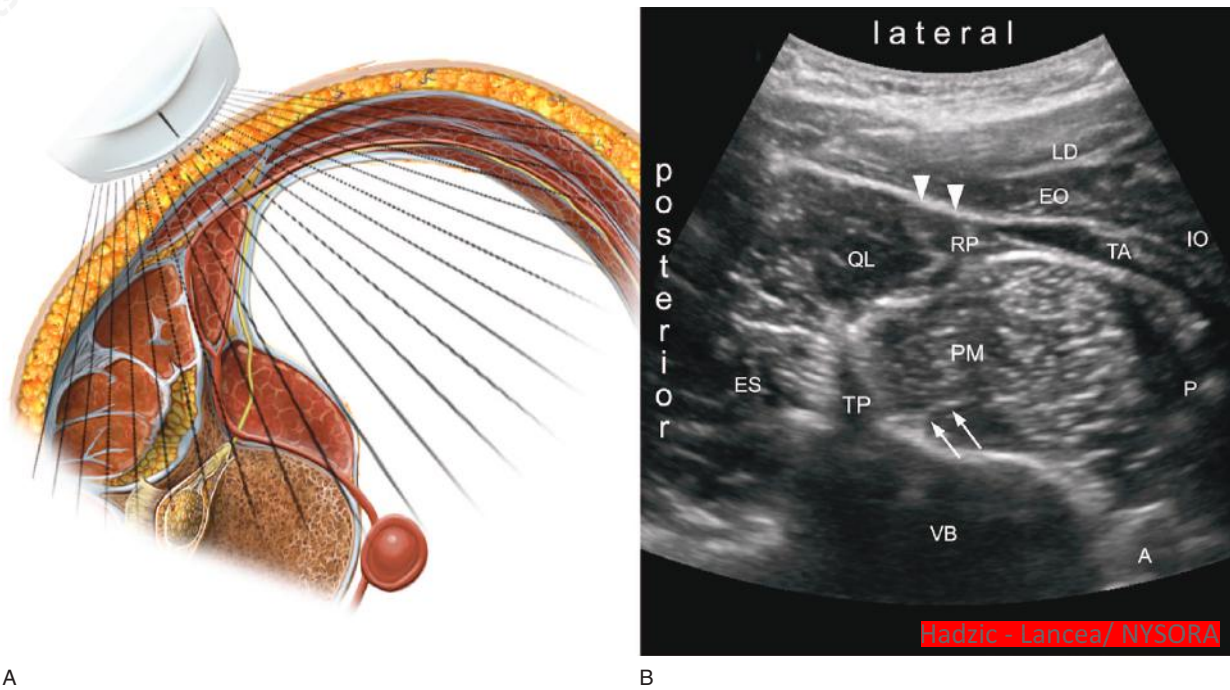 lateral
posterior
LD
EO
IO
QL
RP
TA
PM
ES
TP
P
VB
A
Hadzic - Lancea/ NYSORA
A
B